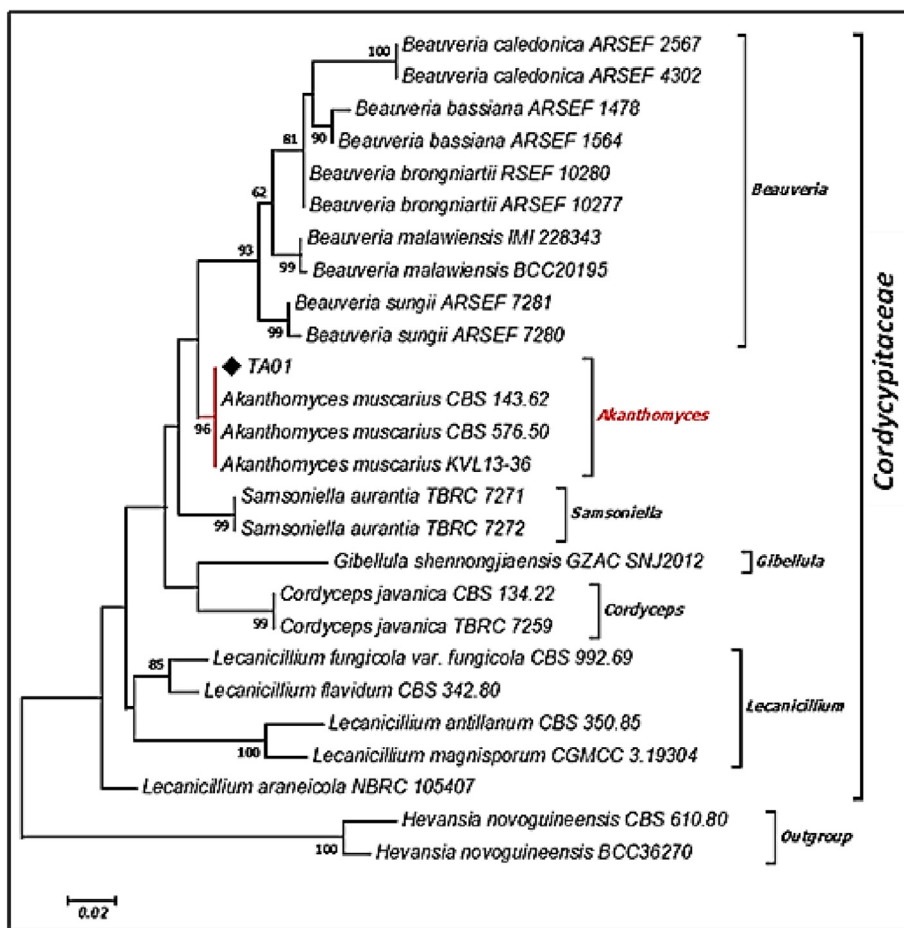 Beauveria caledonica ARSEF 2567
100
Beauveria caledonica ARSEF 4302
Beauveria bassiana ARSEF 1478
90
Beauveria bassiana ARSEF 1564
81
Beauveria brongniartii RSEF 10280
62
Beauveria brongniartii ARSEF 10277
Beauveria malawiensis IMI 228343
93
99
Beauveria malawiensis BCC20195
Beauveria sungii ARSEF 7281
99
Beauveria sungii ARSEF 7280
Beauveria
TA01
Akanthomyces muscarius CBS 143.62
96
Akanthomyces muscarius CBS 576.50
Akanthomyces muscarius KVL13-36
Akanthomyces
Samsoniella aurantia TBRC 7271
99
Samsoniella aurantia TBRC 7272
Samsoniella
Gibellula shennongjiaensis GZAC SNJ2012
Gibellula
Cordyceps javanica CBS 134.22
99
Cordyceps javanica TBRC 7259
Cordyceps
85
Lecanicillium fungicola var. fungicola CBS 992.69
Lecanicillium flavidum CBS 342.80
Lecanicillium antillanum CBS 350.85
100
Lecanicillium magnisporum CGMCC 3.19304
Lecanicillium
Lecanicillium araneicola NBRC 105407
Cordycypitaceae
Hevansia novoguineensis CBS 610.80
100
Hevansia novoguineensis BCC36270
Outgroup
0.02